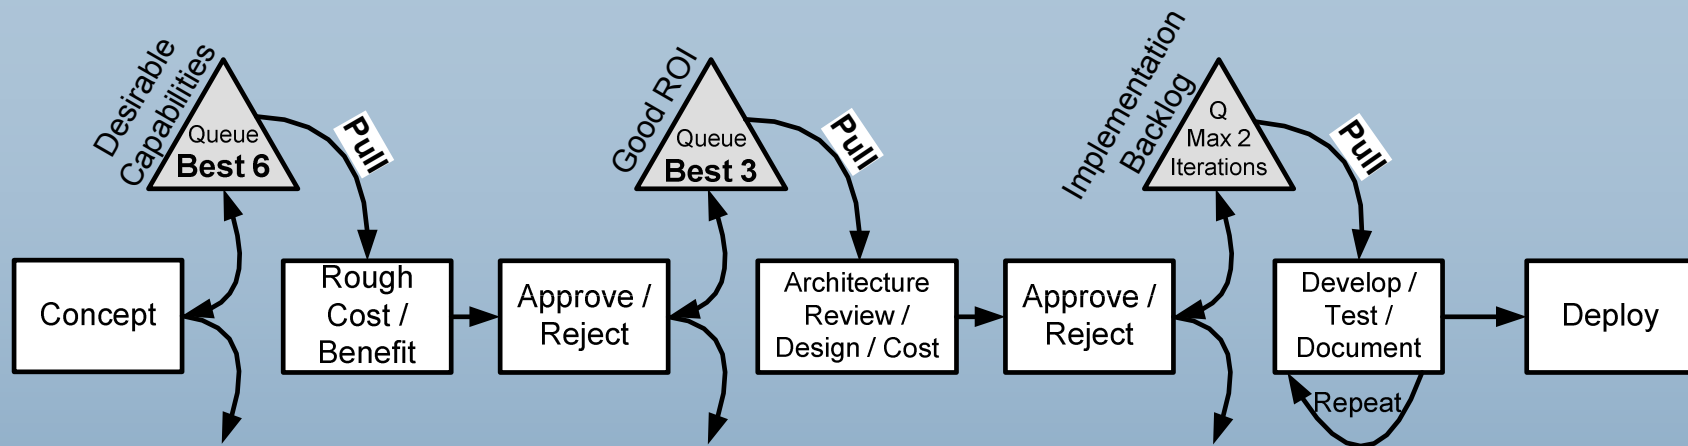 Desirable
Capabilities
Queue
Best 6
Pull
Good ROI
Queue
Best 3
Pull
Implementation
Backlog
Q
Max 2
Iterations
Pull
Concept
Rough
Cost /
Benefit
Approve /
Reject
Architecture
Review /
Design / Cost
Approve /
Reject
Develop /
Test /
Document
Deploy
Repeat